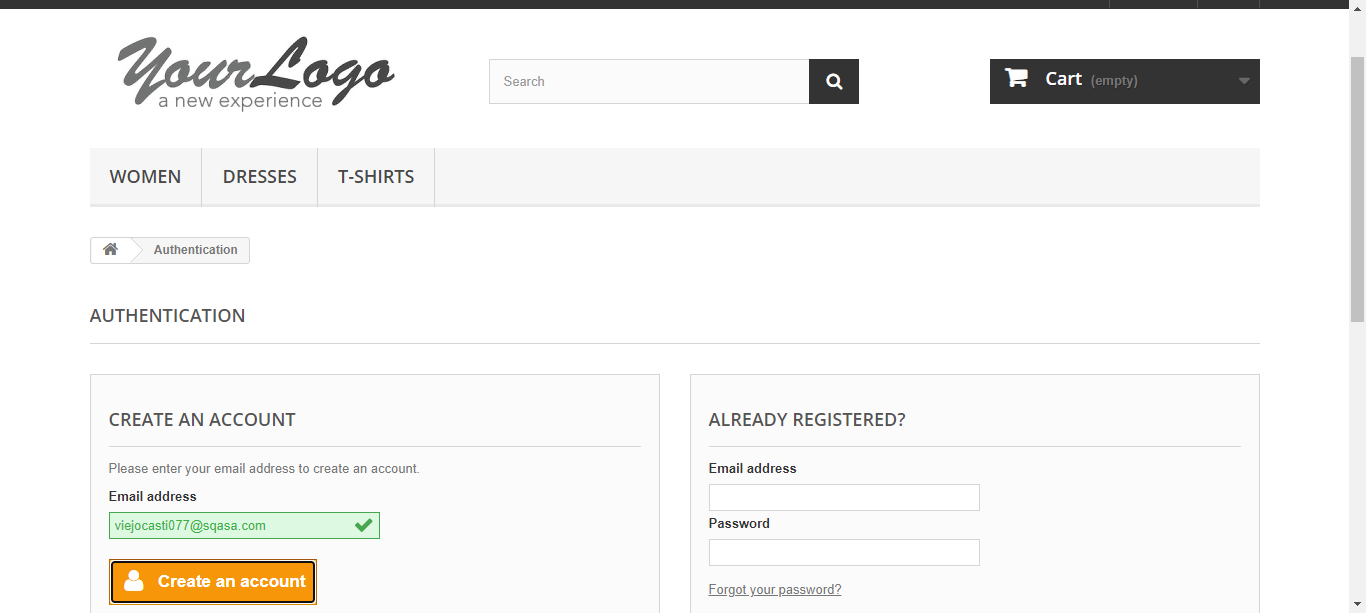 YourLogo
a new experience
Search
Cart (empty)
WOMEN DRESSES T-SHIRTS
Authentication
AUTHENTICATION
CREATE AN ACCOUNT
Please enter your email address to create an account.
Email address
viejocasti077@sqasa.com
Create an account
ALREADY REGISTERED?
Email address
Password
Forgot your password?